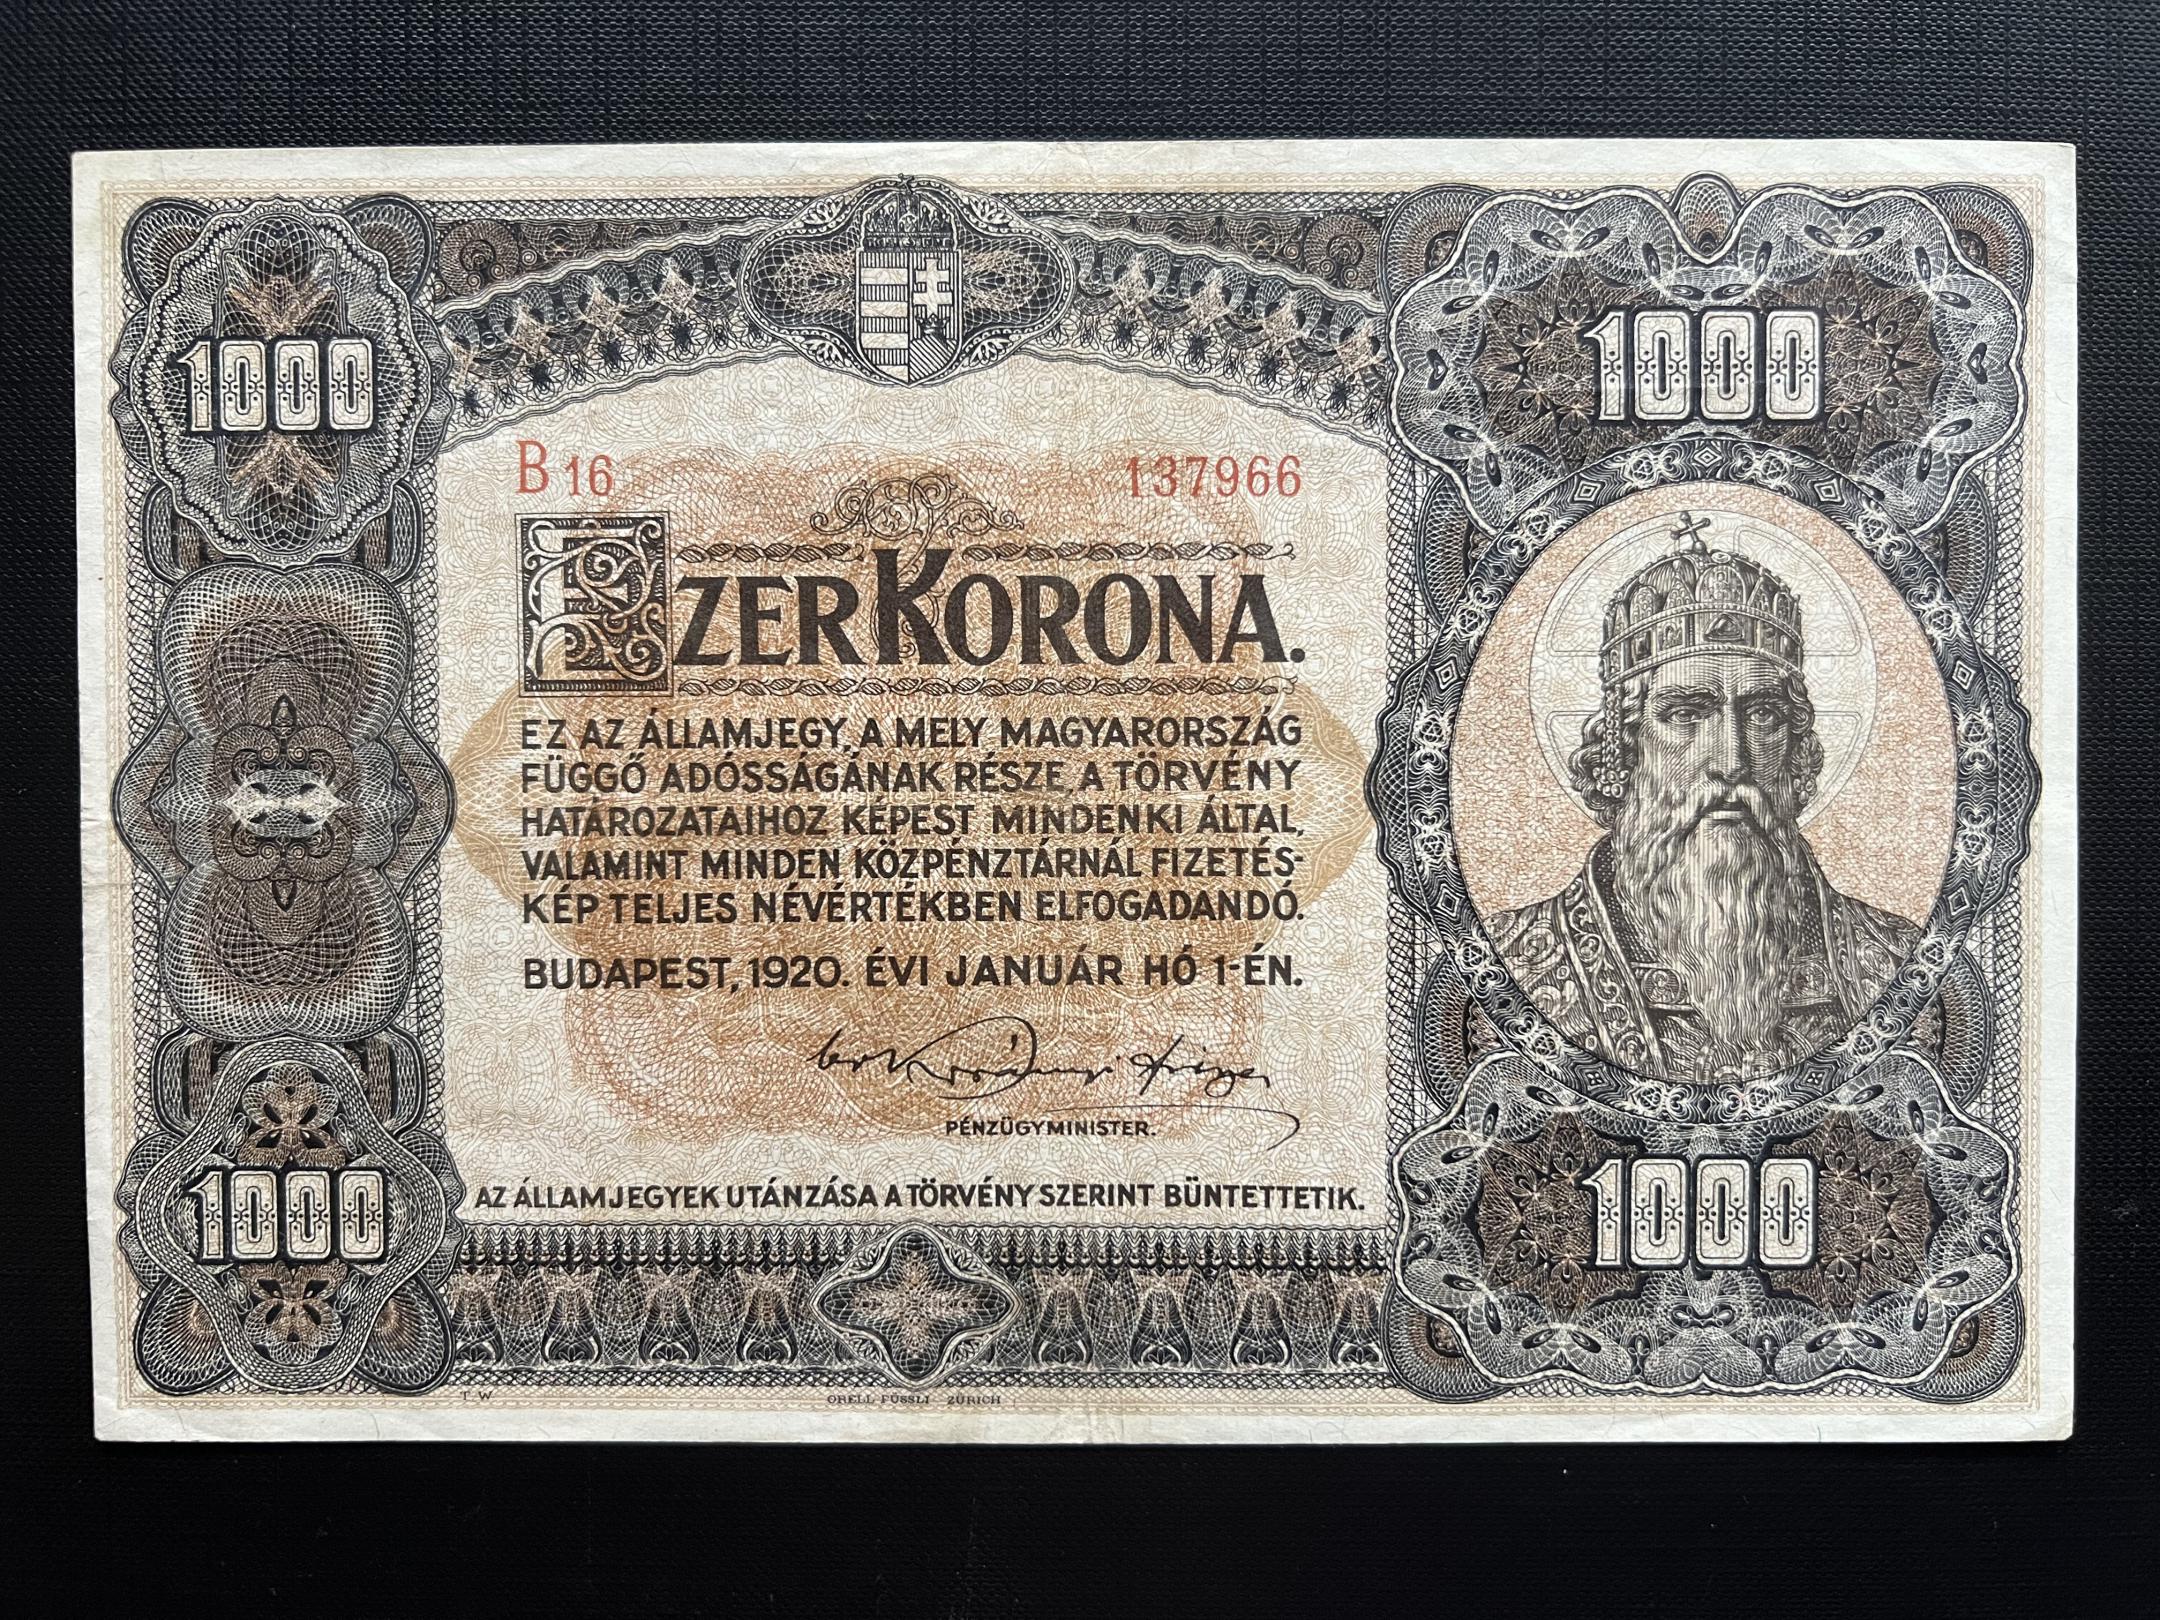 1000
1000
B 16
137966
EZER KORONA.
EZ AZ ÁLLAMJEGY, A MELY MAGYARORSZÁG
FÜGGŐ ADÓSSÁGÁNAK RÉSZE, A TÖRVÉNY
HATÁROZATAIHOZ KÉPEST MINDENKI ÁLTAL,
VALAMINT MINDEN KÖZPÉNZTÁRNÁL FIZETÉS-
KÉP TELJES NÉVÉRTÉKBEN ELFOGADANDÓ.
BUDAPEST, 1920. ÉVI JANUÁR HÓ 1-ÉN.
PÉNZÜGYMINISTER.
1000
1000
AZ ÁLLAMJEGYEK UTÁNZÁSA A TÖRVÉNY SZERINT BÜNTETTETIK.
T W
ORELL FÜSSLI ZÜRICH